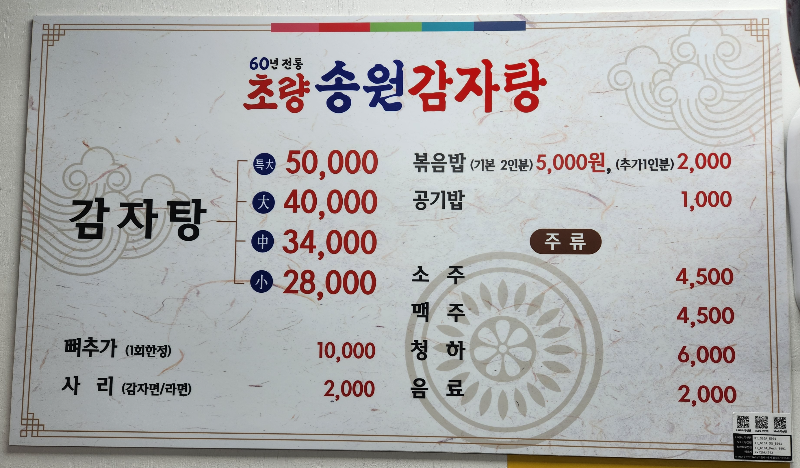 60년 전통
초량 송원감자탕
감자탕
特大 50,000
大 40,000
中 34,000
小 28,000
뼈추가 (1회한정) 10,000
사 리 (감자면/라면) 2,000
볶음밥 (기본 2인분) 5,000원, (추가1인분) 2,000
공기밥 1,000
주 류
소 주 4,500
맥 주 4,500
청 하 6,000
음 료 2,000